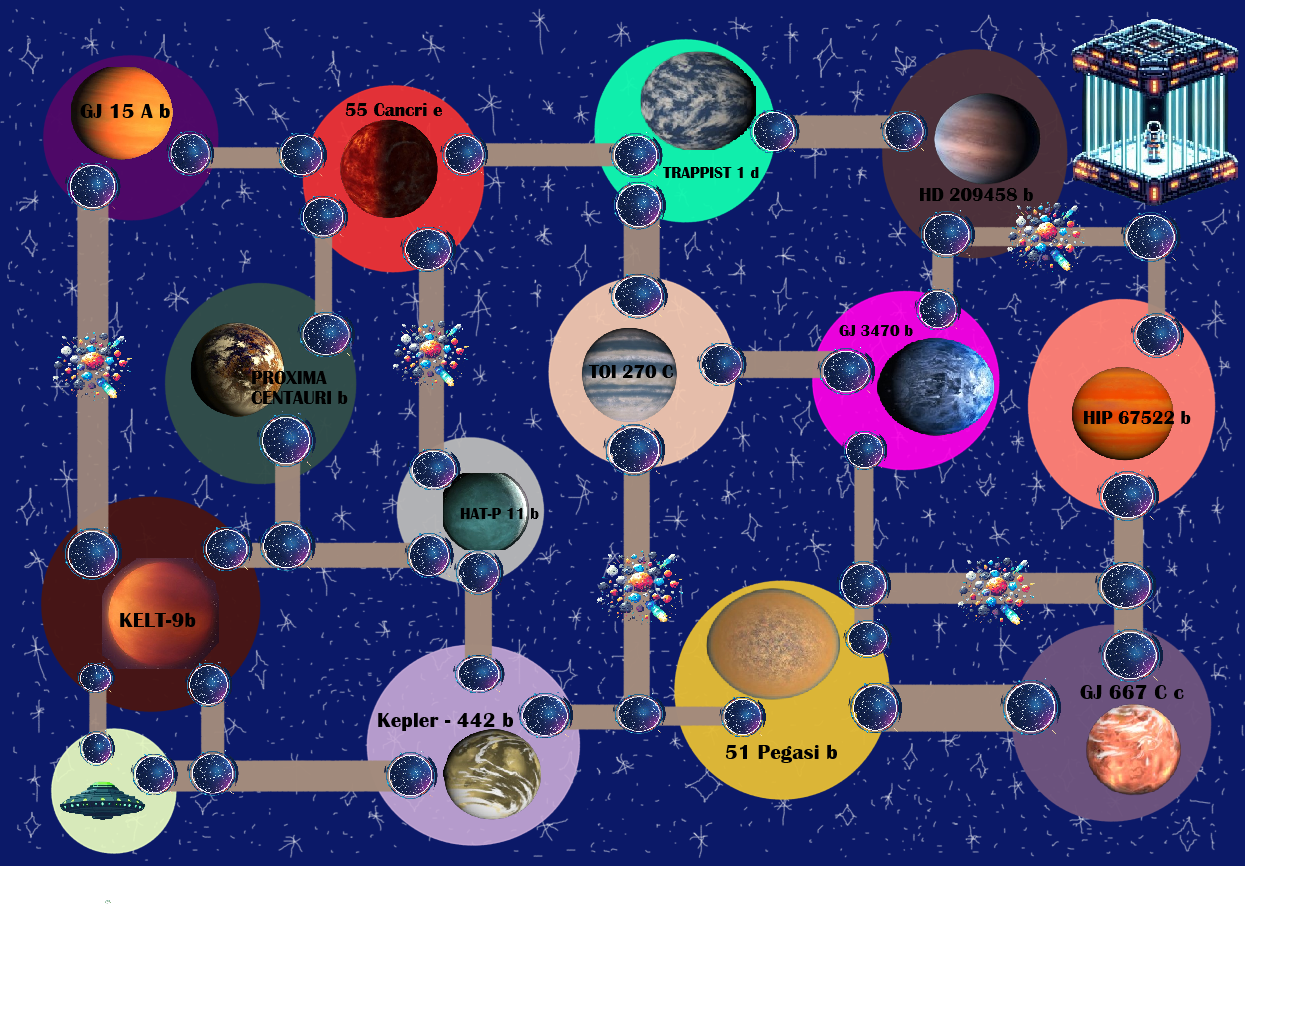 GJ 15 A b
55 Cancri e
TRAPPIST 1 d
HD 209458 b
PROXIMA
CENTAURI b
TOI 270 C
GJ 3470 b
HIP 67522 b
HAT-P 11 b
KELT-9b
Kepler - 442 b
51 Pegasi b
GJ 667 C c